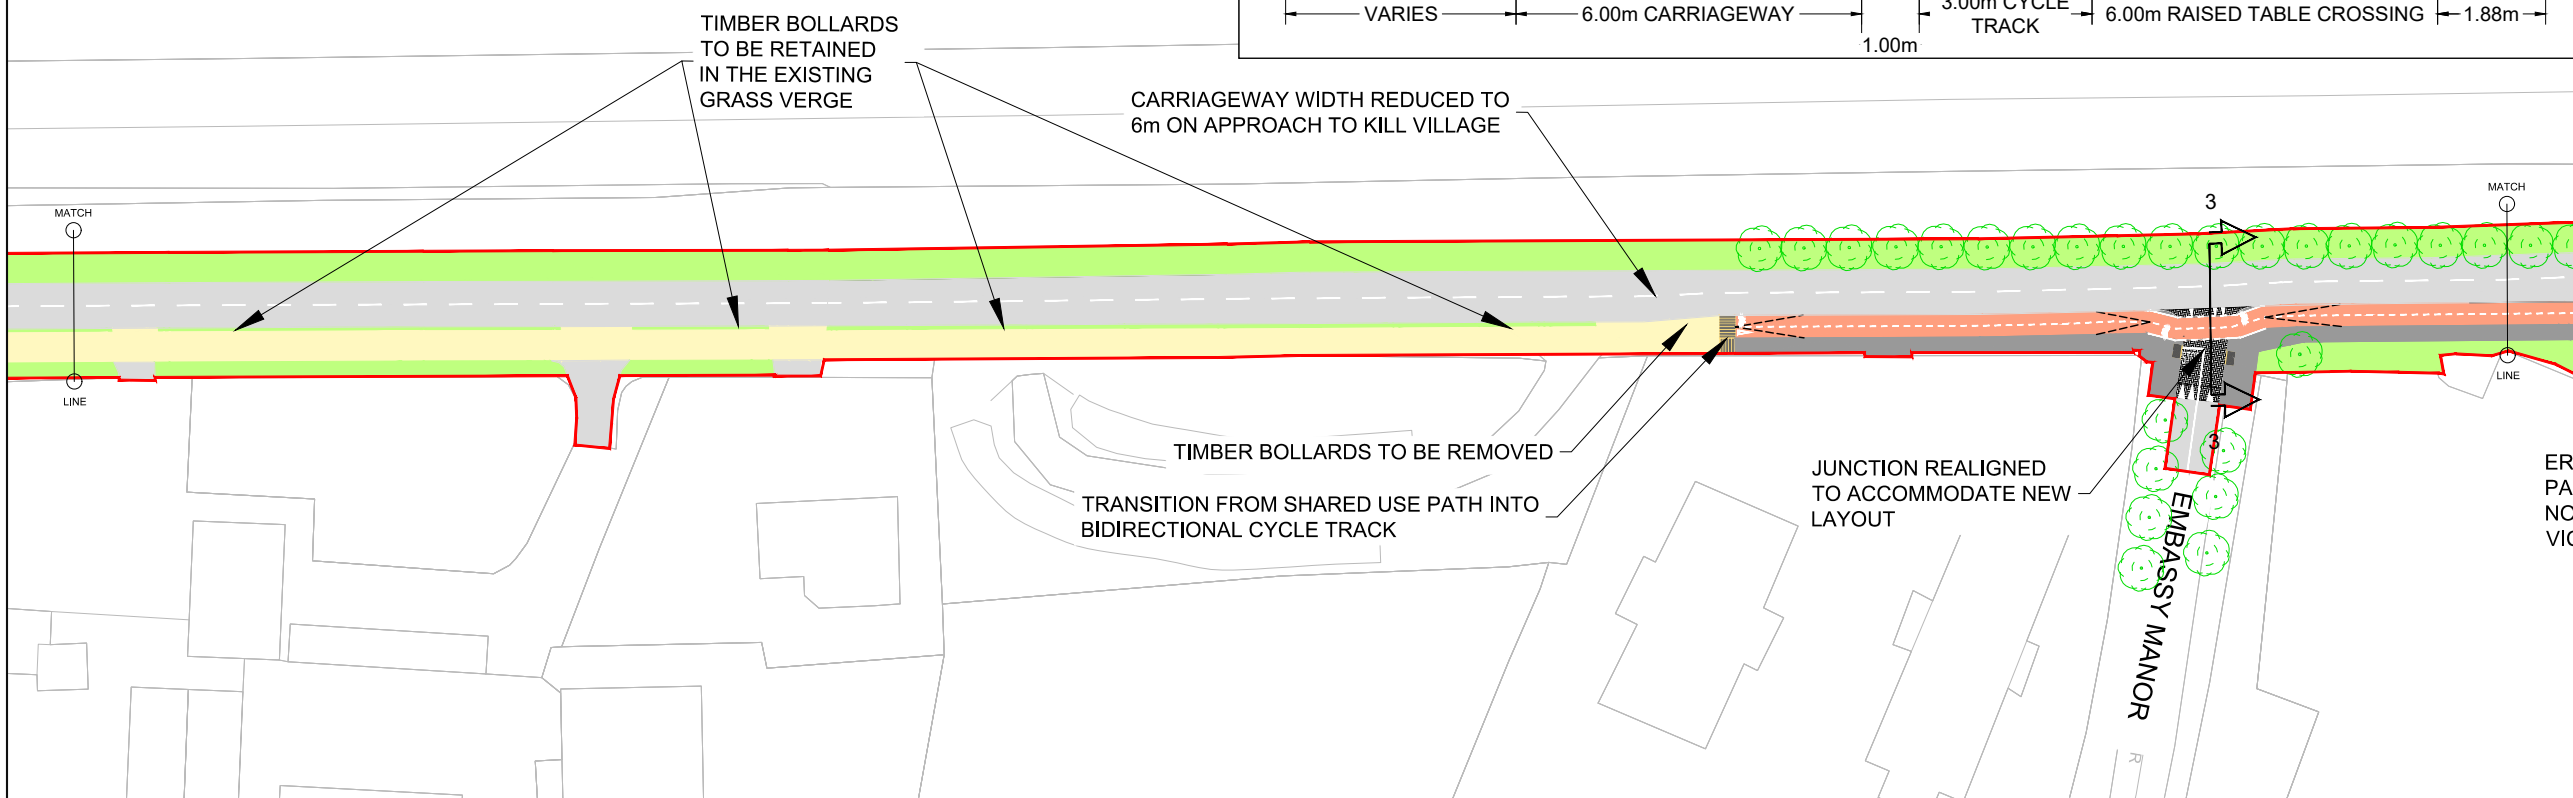 VARIES
6.00m CARRIAGEWAY
1.00m
3.00m CYCLE
TRACK
6.00m RAISED TABLE CROSSING
1.88m
TIMBER BOLLARDS
TO BE RETAINED
IN THE EXISTING
GRASS VERGE
CARRIAGEWAY WIDTH REDUCED TO
6m ON APPROACH TO KILL VILLAGE
MATCH
LINE
3
MATCH
LINE
3
TIMBER BOLLARDS TO BE REMOVED
TRANSITION FROM SHARED USE PATH INTO
BIDIRECTIONAL CYCLE TRACK
JUNCTION REALIGNED
TO ACCOMMODATE NEW
LAYOUT
EMBASSY MANOR
R
ER
PA
NO